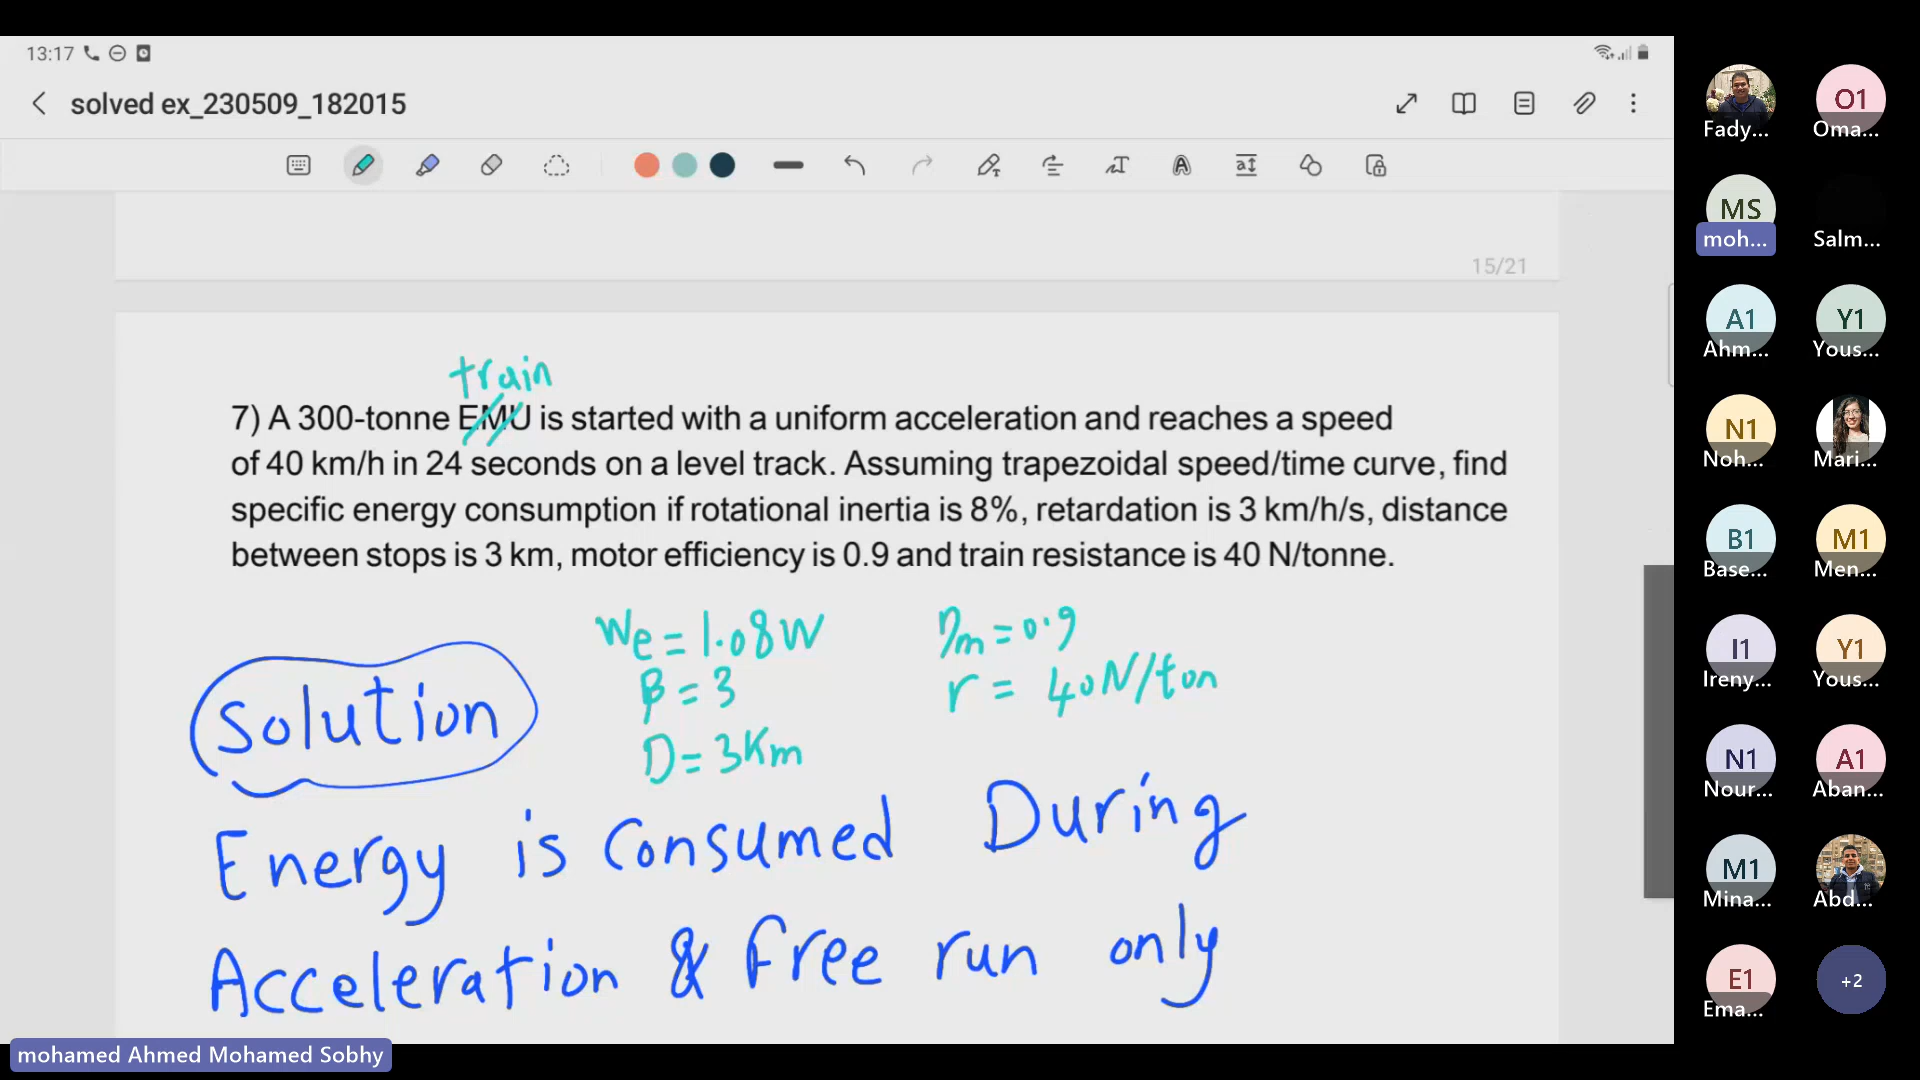 13:17
solved ex_230509_182015
15/21
train
7) A 300-tonne EMU is started with a uniform acceleration and reaches a speed
of 40 km/h in 24 seconds on a level track. Assuming trapezoidal speed/time curve, find
specific energy consumption if rotational inertia is 8%, retardation is 3 km/h/s, distance
between stops is 3 km, motor efficiency is 0.9 and train resistance is 40 N/tonne.
We = 1.08W
ηm = 0.9
β = 3
r = 40N/ton
D = 3Km
Solution
Energy is Consumed During
Acceleration & free run only
mohamed Ahmed Mohamed Sobhy
Fady...
O1
Oma...
MS
moh...
Salm...
A1
Ahm...
Y1
Yous...
N1
Noh...
Mari...
B1
Base...
M1
Men...
I1
Ireny...
Y1
Yous...
N1
Nour...
A1
Aban...
M1
Mina...
Abd...
E1
Ema...
+2